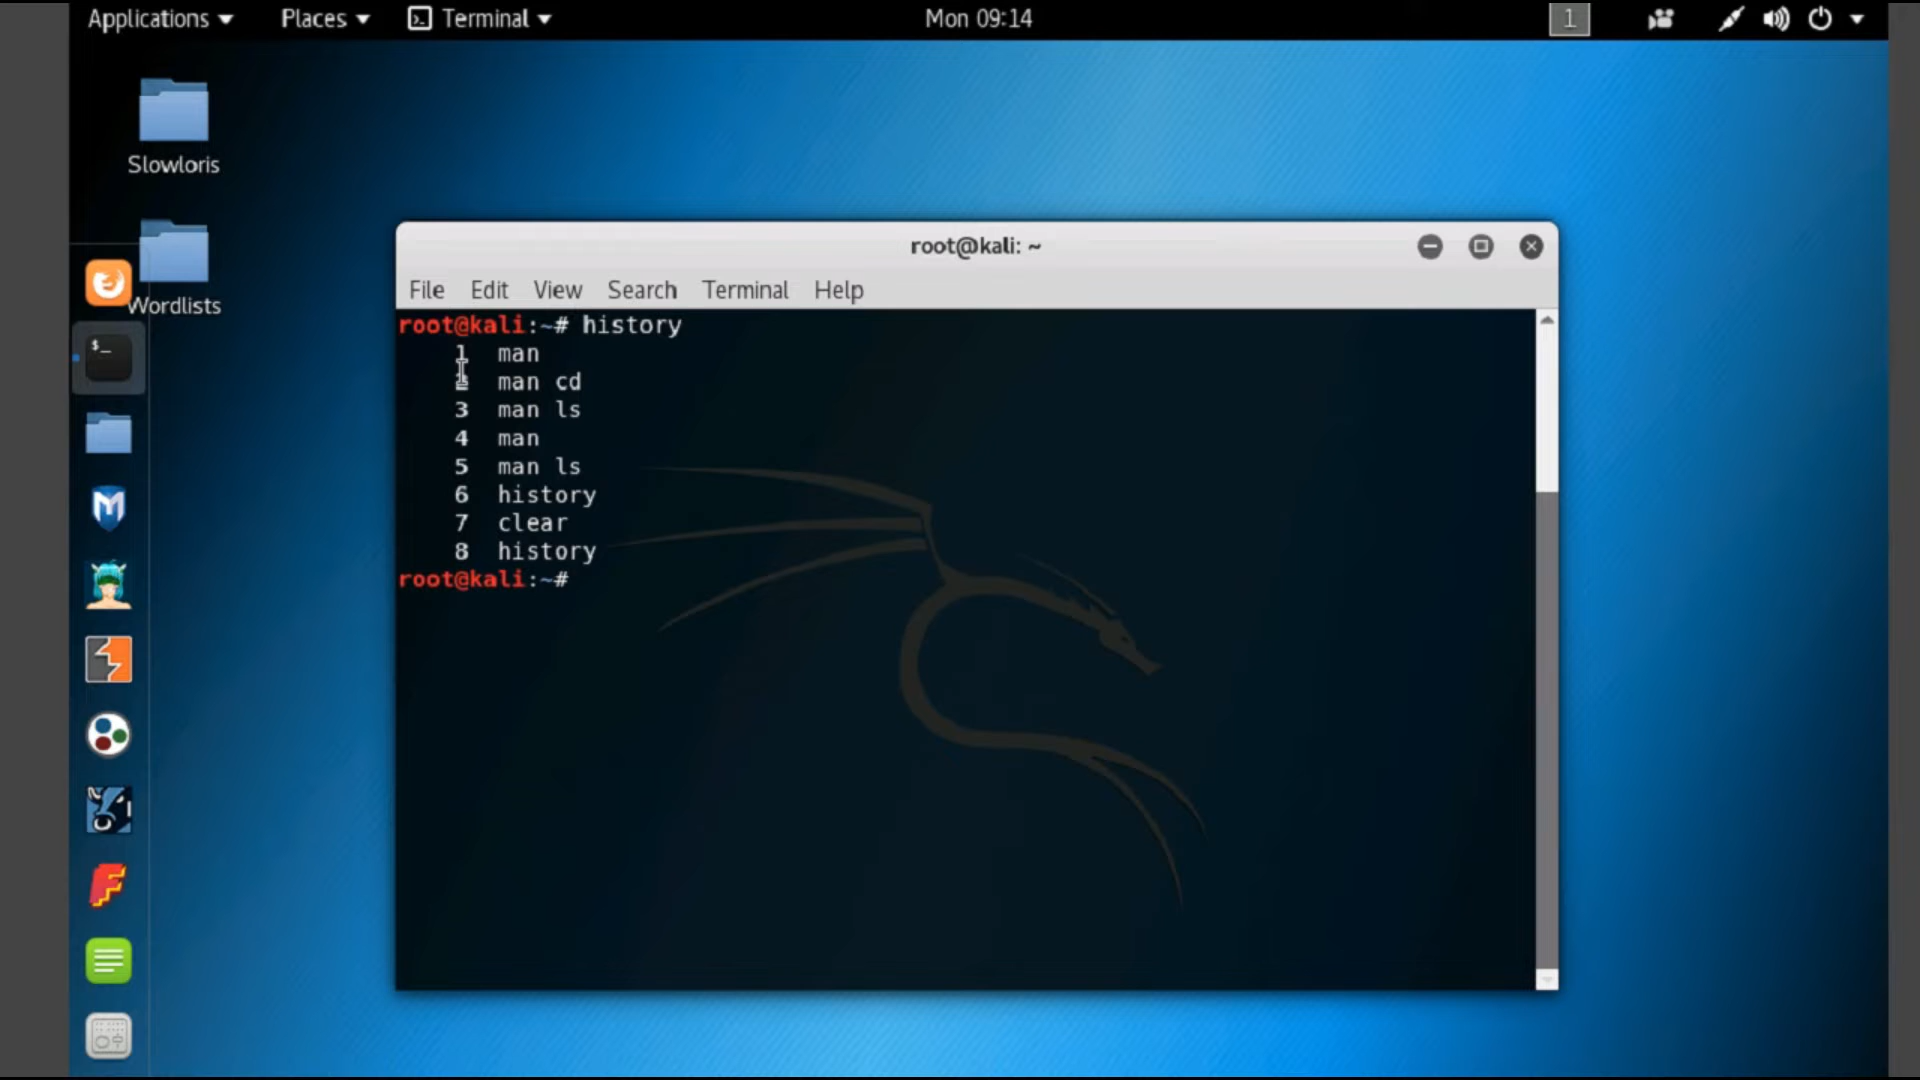 Applications Places Terminal Mon 09:14 1
Slowloris
Wordlists
root@kali: ~
File Edit View Search Terminal Help
root@kali:~# history
1 man
2 man cd
3 man ls
4 man
5 man ls
6 history
7 clear
8 history
root@kali:~#